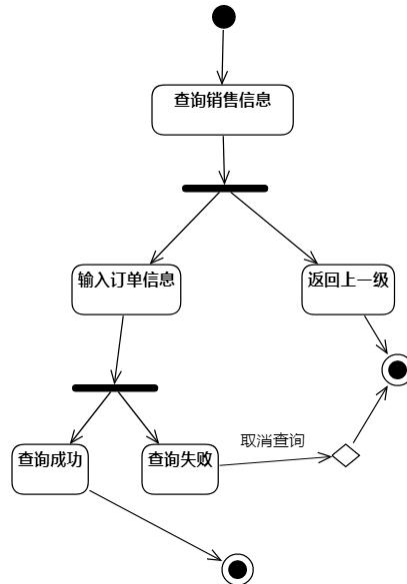 查询销售信息
输入订单信息
返回上一级
取消查询
查询成功
查询失败